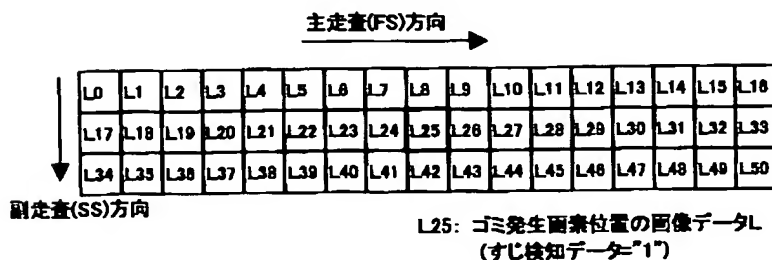 主走査(FS)方向
L0 L1 L2 L3 L4 L5 L6 L7 L8 L9 L10 L11 L12 L13 L14 L15 L16
L17 L18 L19 L20 L21 L22 L23 L24 L25 L26 L27 L28 L29 L30 L31 L32 L33
L34 L35 L36 L37 L38 L39 L40 L41 L42 L43 L44 L45 L46 L47 L48 L49 L50
副走査(SS)方向
L25: ゴミ発生画素位置の画像データL
(すじ検知データ="1")